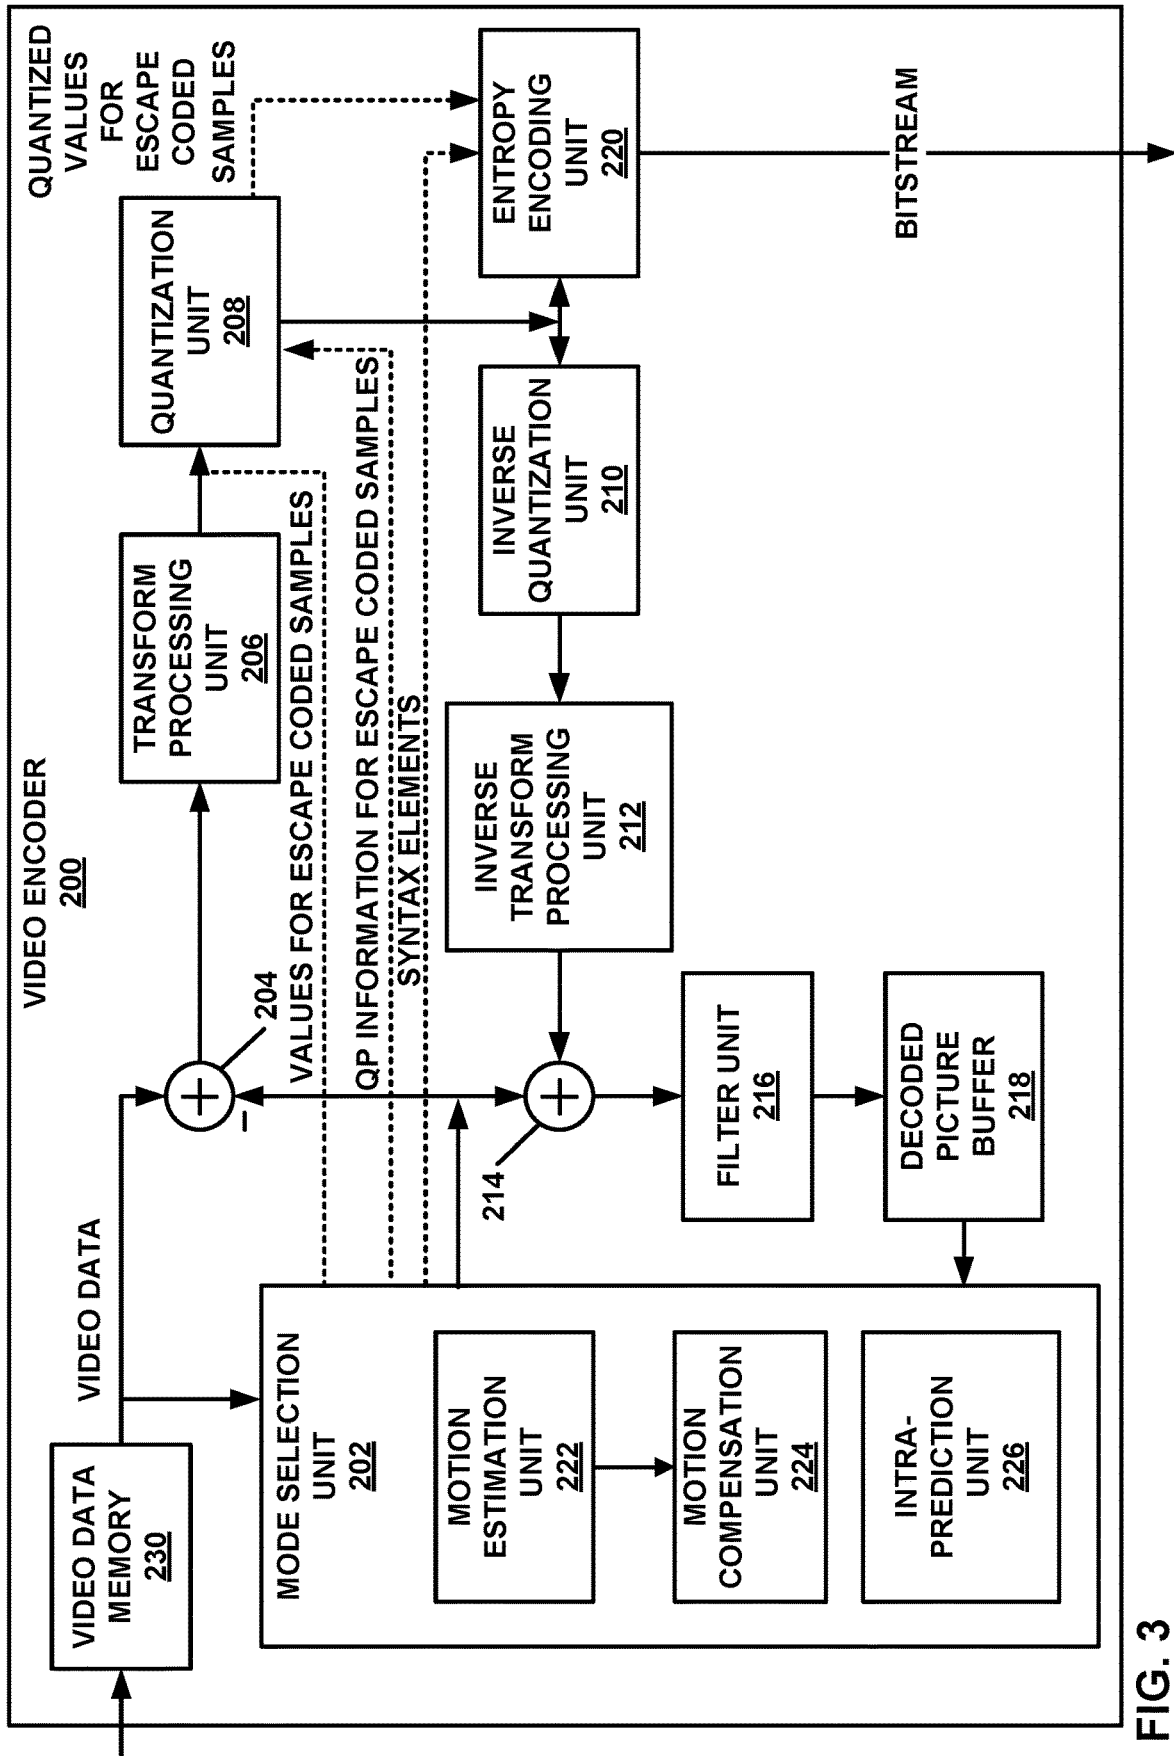 VIDEO ENCODER
200
VIDEO DATA
MEMORY
230
VIDEO DATA
204
TRANSFORM
PROCESSING
UNIT
206
QUANTIZATION
UNIT
208
QUANTIZED
VALUES
FOR
ESCAPE
CODED
SAMPLES
VALUES FOR ESCAPE CODED SAMPLES
QP INFORMATION FOR ESCAPE CODED SAMPLES
SYNTAX ELEMENTS
MODE SELECTION
UNIT
202
MOTION
ESTIMATION
UNIT
222
MOTION
COMPENSATION
UNIT
224
INTRA-
PREDICTION
UNIT
226
214
INVERSE
TRANSFORM
PROCESSING
UNIT
212
INVERSE
QUANTIZATION
UNIT
210
ENTROPY
ENCODING
UNIT
220
FILTER UNIT
216
DECODED
PICTURE
BUFFER
218
BITSTREAM
FIG. 3